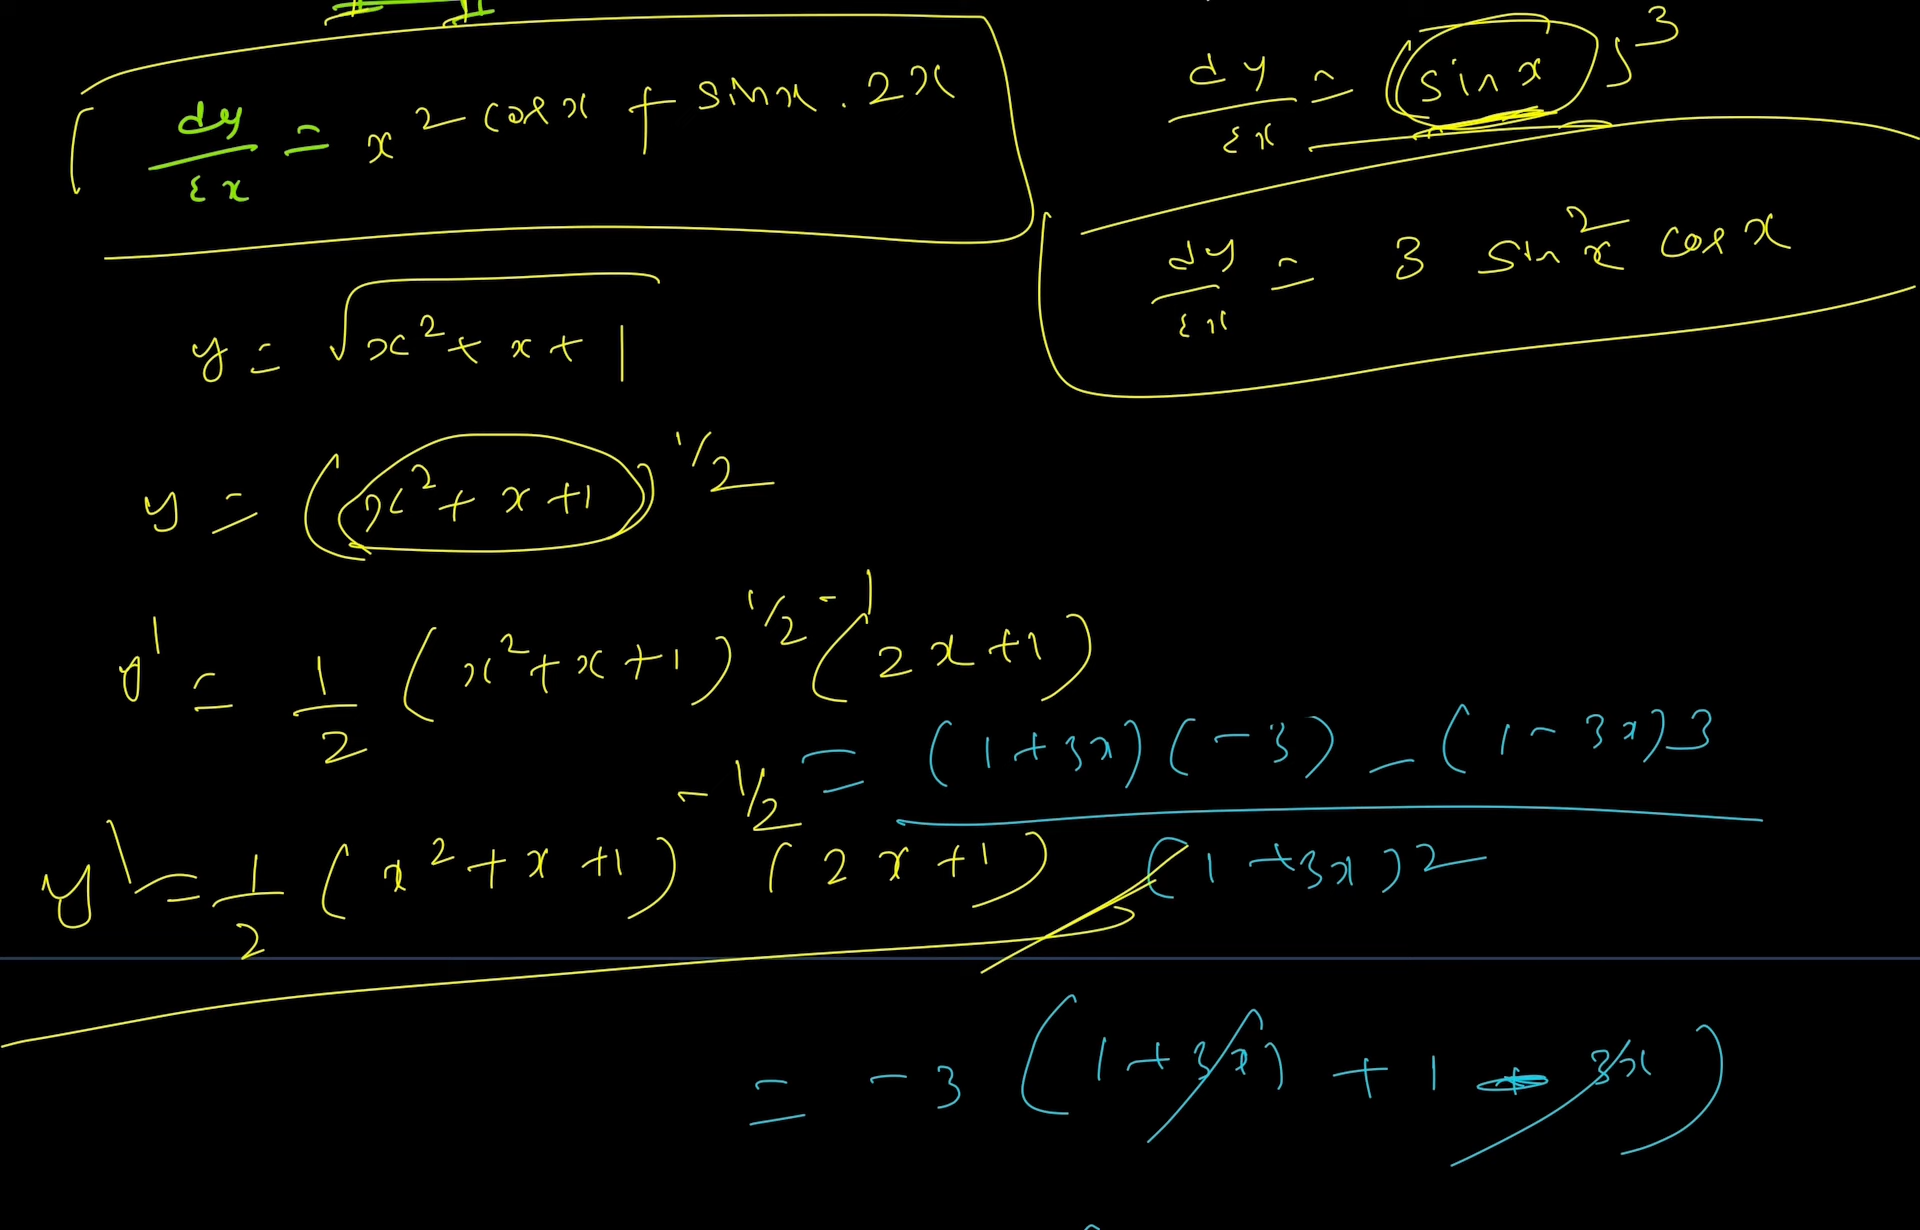 dy/dx = x² cos x + sin x . 2x
y = √(x² + x + 1)
y = (x² + x + 1)^1/2
y' = 1/2 (x² + x + 1)^1/2 - 1 (2x + 1)
y' = 1/2 (x² + x + 1)^-1/2 (2x + 1)
dy/dx = (sin x)^3
dy/dx = 3 sin² x cos x
= (1 + 3x)(-3) - (1 - 3x)3 / (1 + 3x)²
= -3 (1 + 3x) + 1 - 3x)